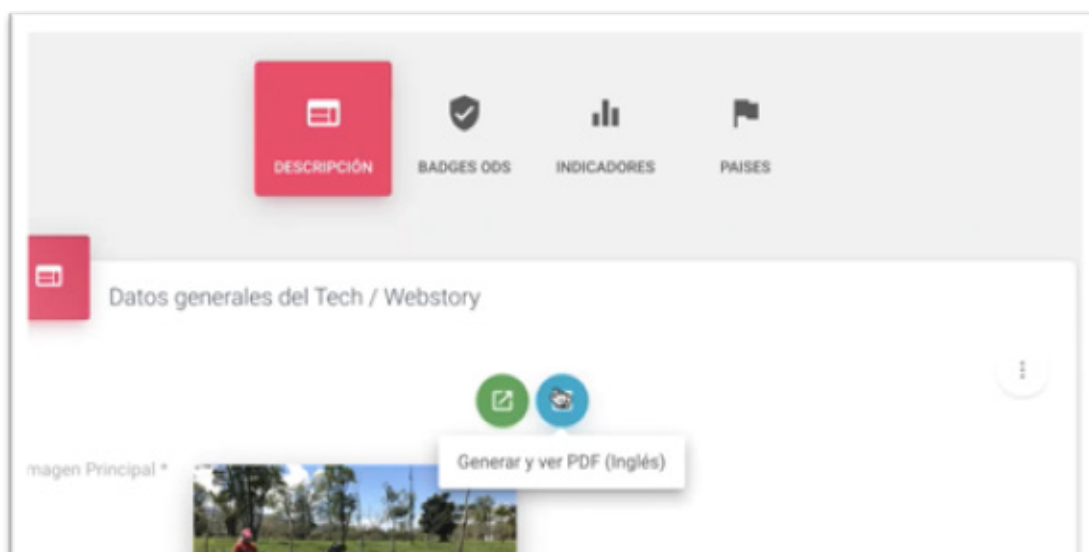 DESCRIPCIÓN
BADGES ODS
INDICADORES
PAISES
Datos generales del Tech / Webstory
Generar y ver PDF (Inglés)
magen Principal *